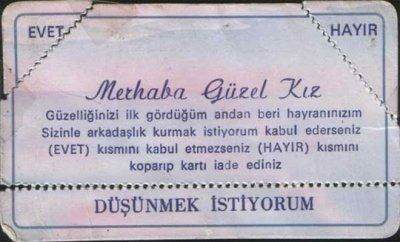 EVET HAYIR
Merhaba Güzel Kız
Güzelliğinizi ilk gördüğüm andan beri hayranınızım
Sizinle arkadaşlık kurmak istiyorum kabul ederseniz
(EVET) kısmını kabul etmezseniz (HAYIR) kısmını
koparıp kartı iade ediniz
DÜŞÜNMEK İSTİYORUM